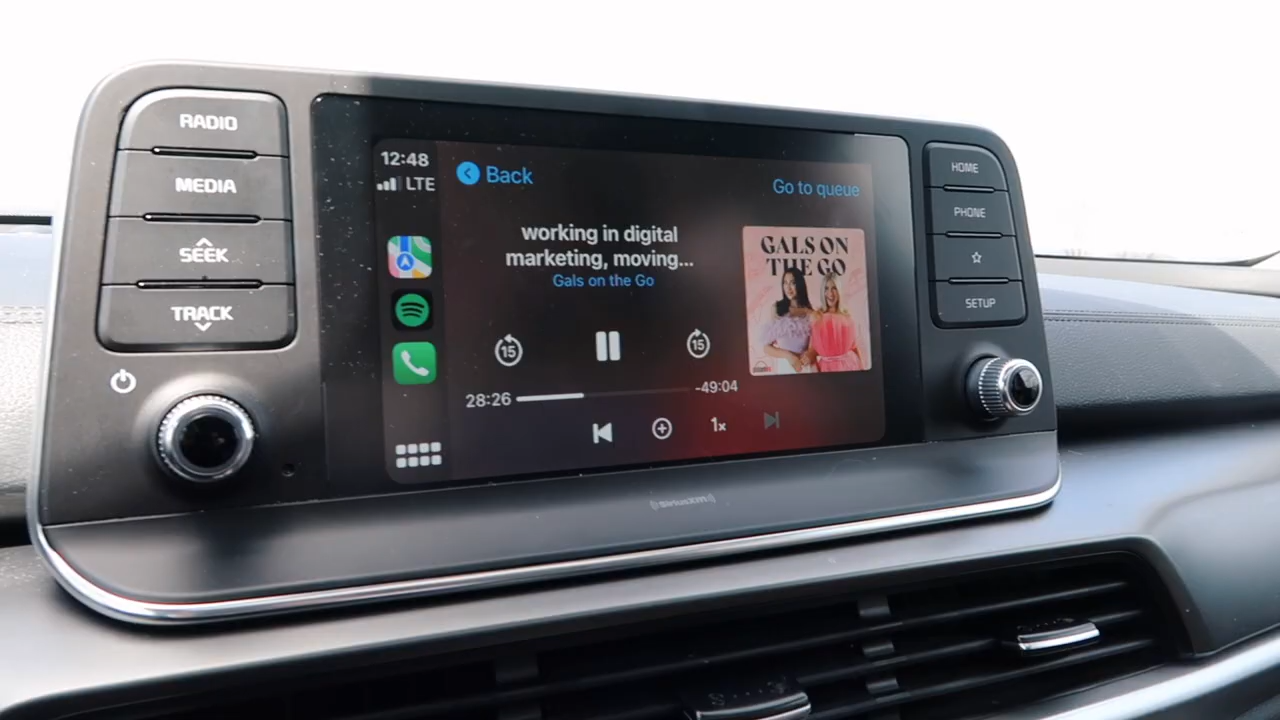 RADIO
MEDIA
SEEK
TRACK
12:48
LTE
Back
Go to queue
working in digital
marketing, moving...
Gals on the Go
GALS ON
THE GO
15
15
28:26
-49:04
1x
HOME
PHONE
SETUP
((SiriusXM))